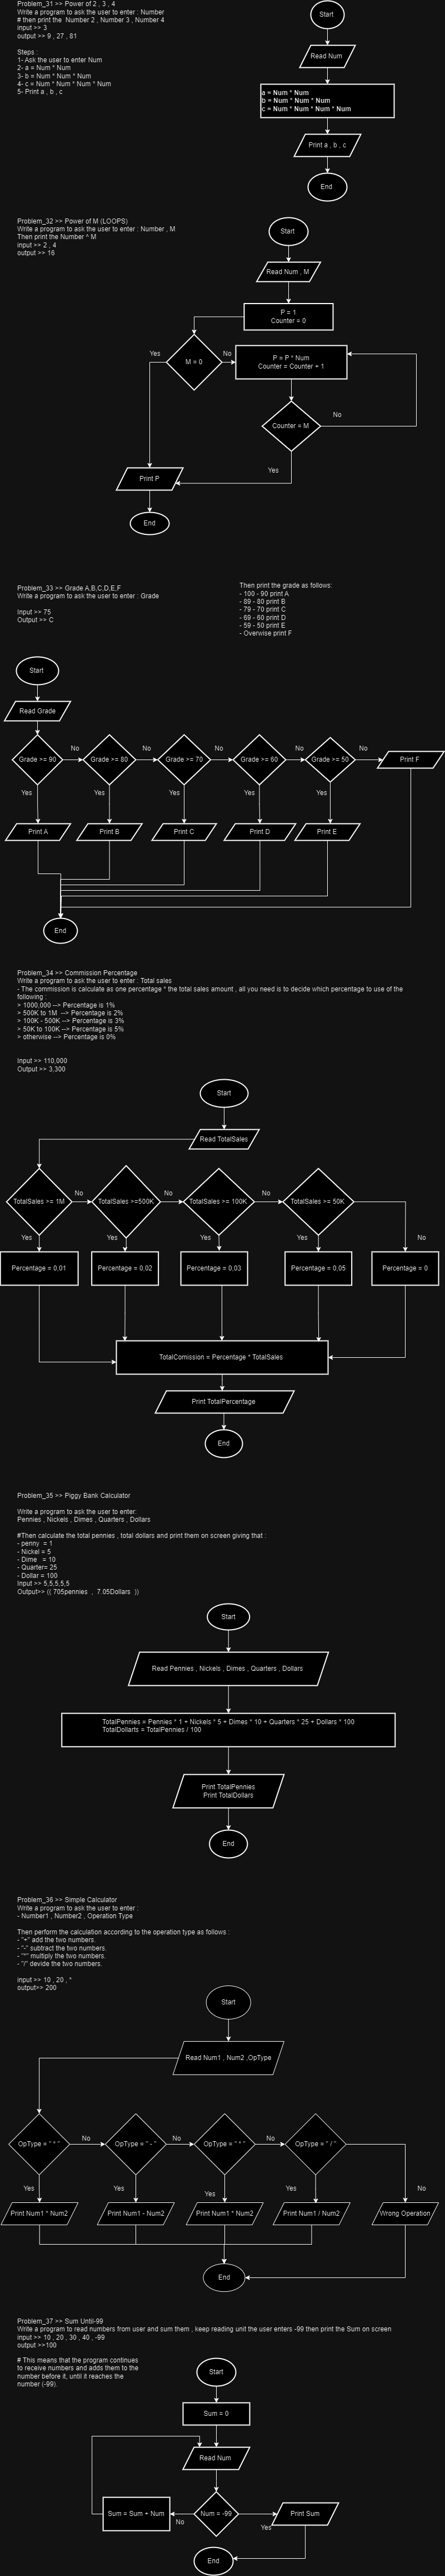 Problem_31 >> Power of 2 , 3 , 4
Write a program to ask the user to enter : Number
# then print the  Number 2 , Number 3 , Number 4
input >> 3
output >> 9 , 27 , 81
Steps :
1- Ask the user to enter Num
2- a = Num * Num
3- b = Num * Num * Num
4- c = Num * Num * Num * Num
5- Print a , b , c
Start
Read Num
a = Num * Num
b = Num * Num * Num
c = Num * Num * Num * Num
Print a , b , c
End
Problem_32 >> Power of M (LOOPS)
Write a program to ask the user to enter : Number , M
Then print the Number ^ M
input >> 2 , 4
output >> 16
Start
Read Num , M
P = 1
Counter = 0
Yes
M = 0
No
P = P * Num
Counter = Counter + 1
No
Counter = M
Yes
Print P
End
Problem_33 >> Grade A,B,C,D,E,F
Write a program to ask the user to enter : Grade
Input >> 75
Output >> C
Then print the grade as follows:
- 100 - 90 print A
- 89 - 80 print B
- 79 - 70 print C
- 69 - 60 print D
- 59 - 50 print E
- Overwise print F
Start
Read Grade
Grade >= 90
No
Grade >= 80
No
Grade >= 70
No
Grade >= 60
No
Grade >= 50
No
Print F
Yes
Yes
Yes
Yes
Yes
Print A
Print B
Print C
Print D
Print E
End
Problem_34 >> Commission Percentage
Write a program to ask the user to enter : Total sales
- The commission is calculate as one percentage * the total sales amount , all you need is to decide which percentage to use of the
following :
> 1000,000 --> Percentage is 1%
> 500K to 1M  --> Percentage is 2%
> 100K - 500K --> Percentage is 3%
> 50K to 100K --> Percentage is 5%
> otherwise --> Percentage is 0%
Input >> 110,000
Output >> 3,300
Start
Read TotalSales
TotalSales >= 1M
No
TotalSales >=500K
No
TotalSales >= 100K
No
TotalSales >= 50K
Yes
Yes
Yes
Yes
No
Percentage = 0,01
Percentage = 0,02
Percentage = 0,03
Percentage = 0,05
Percentage = 0
TotalComission = Percentage * TotalSales
Print TotalPercentage
End
Problem_35 >> Piggy Bank Calculator
Write a program to ask the user to enter:
Pennies , Nickels , Dimes , Quarters , Dollars
#Then calculate the total pennies , total dollars and print them on screen giving that :
- penny  = 1
- Nickel = 5
- Dime   = 10
- Quarter= 25
- Dollar = 100
Input >> 5,5,5,5,5
Output>> (( 705pennies  ,  7.05Dollars  ))
Start
Read Pennies , Nickels , Dimes , Quarters , Dollars
TotalPennies = Pennies * 1 + Nickels * 5 + Dimes * 10 + Quarters * 25 + Dollars * 100
TotalDollarts = TotalPennies / 100
Print TotalPennies
Print TotalDollars
End
Problem_36 >> Simple Calculator
Write a program to ask the user to enter :
- Number1 , Number2 , Operation Type
Then perform the calculation according to the operation type as follows :
- "+" add the two numbers.
- "-" subtract the two numbers.
- "*" multiply the two numbers.
- "/" devide the two numbers.
input >> 10 , 20 , *
output>> 200
Start
Read Num1 , Num2 ,OpType
OpType = " * "
No
OpType = " - "
No
OpType = " * "
No
OpType = " / "
Yes
Yes
Yes
Yes
No
Print Num1 * Num2
Print Num1 - Num2
Print Num1 * Num2
Print Num1 / Num2
Wrong Operation
End
Problem_37 >> Sum Until-99
Write a program to read numbers from user and sum them , keep reading unit the user enters -99 then print the Sum on screen
input >> 10 , 20 , 30 , 40 , -99
output >>100
# This means that the program continues
to receive numbers and adds them to the
number before it, until it reaches the
number (-99).
Start
Sum = 0
Read Num
Sum = Sum + Num
No
Num = -99
Yes
Print Sum
End